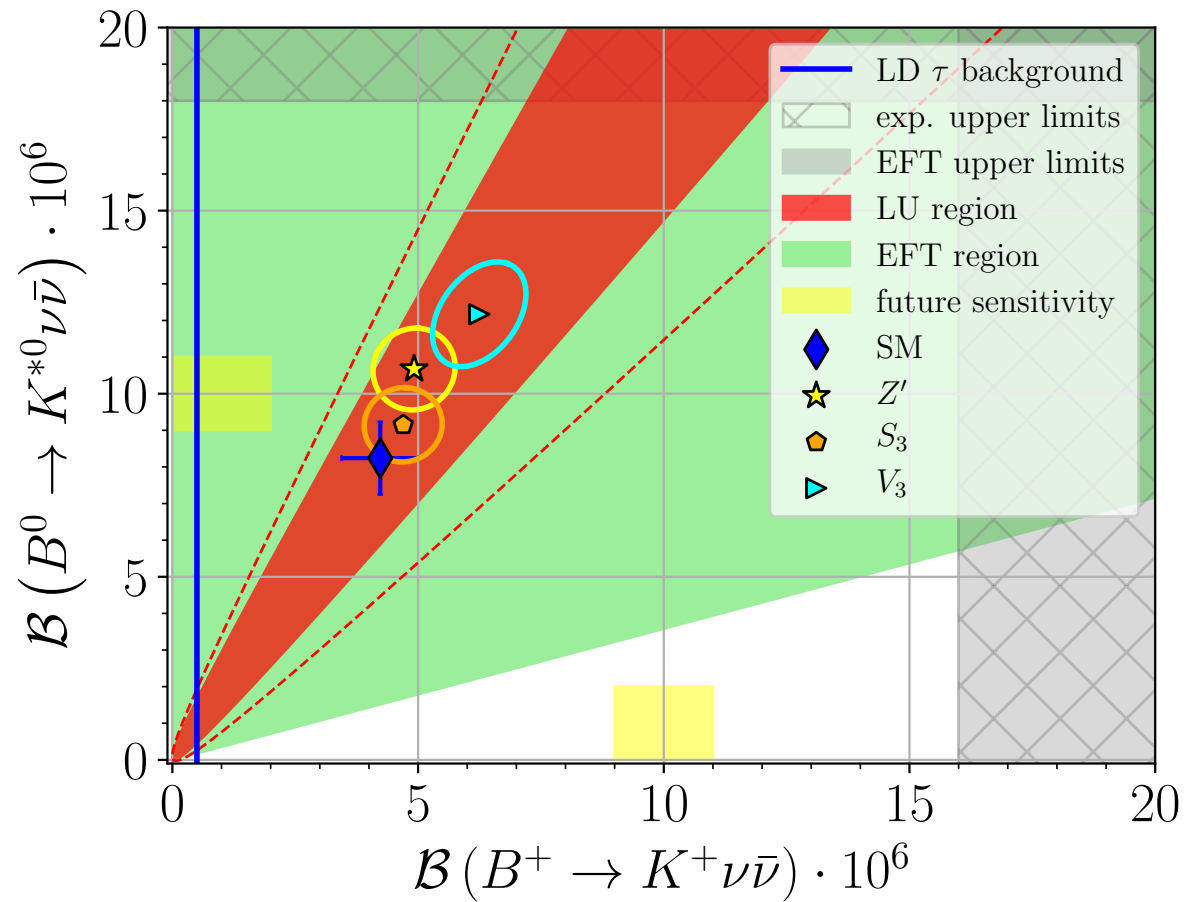 20
15
10
5
0
0
5
10
15
20
𝓑 (B⁰ → K*⁰νν̄) · 10⁶
𝓑 (B⁺ → K⁺νν̄) · 10⁶
LD τ background
exp. upper limits
EFT upper limits
LU region
EFT region
future sensitivity
SM
Z′
S₃
V₃